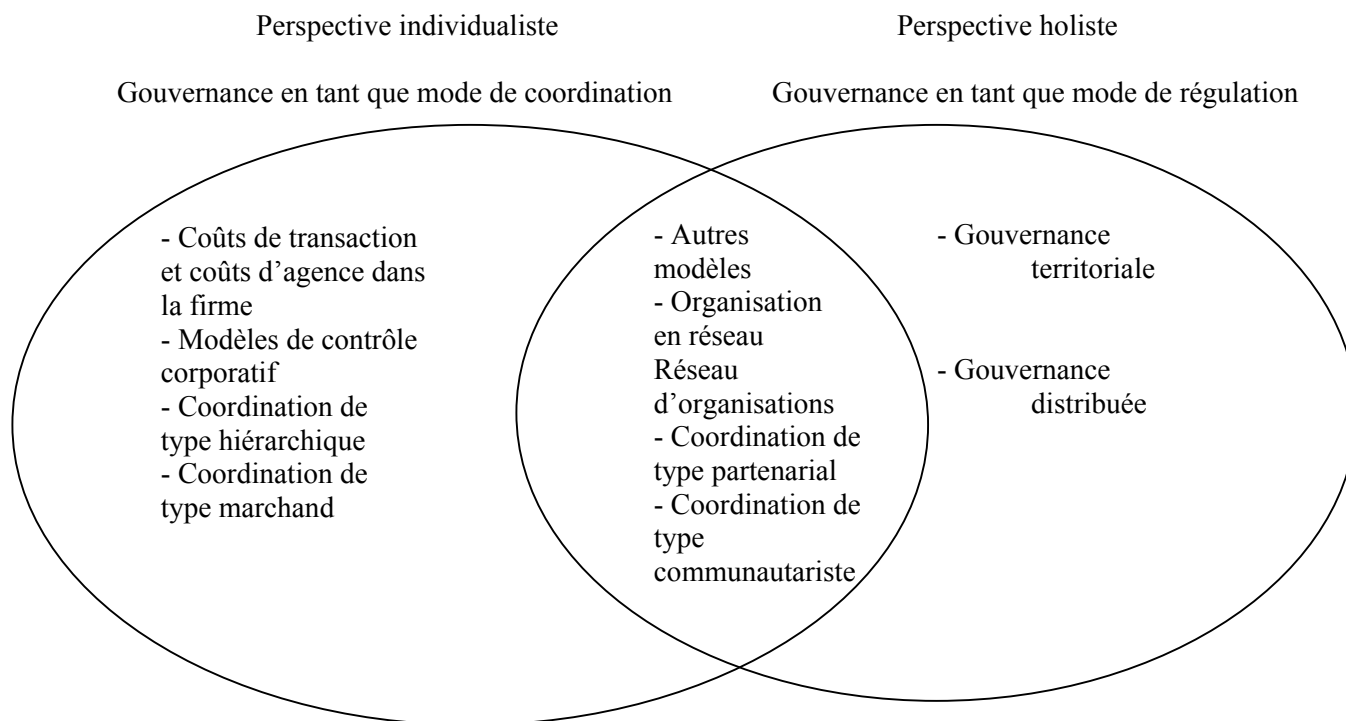 Perspective individualiste
Perspective holiste
Gouvernance en tant que mode de coordination
Gouvernance en tant que mode de régulation
- Coûts de transaction
et coûts d’agence dans
la firme
- Modèles de contrôle
corporatif
- Coordination de
type hiérarchique
- Coordination de
type marchand
- Autres
modèles
- Organisation
en réseau
Réseau
d’organisations
- Coordination de
type partenarial
- Coordination de
type
communautariste
- Gouvernance
territoriale
- Gouvernance
distribuée